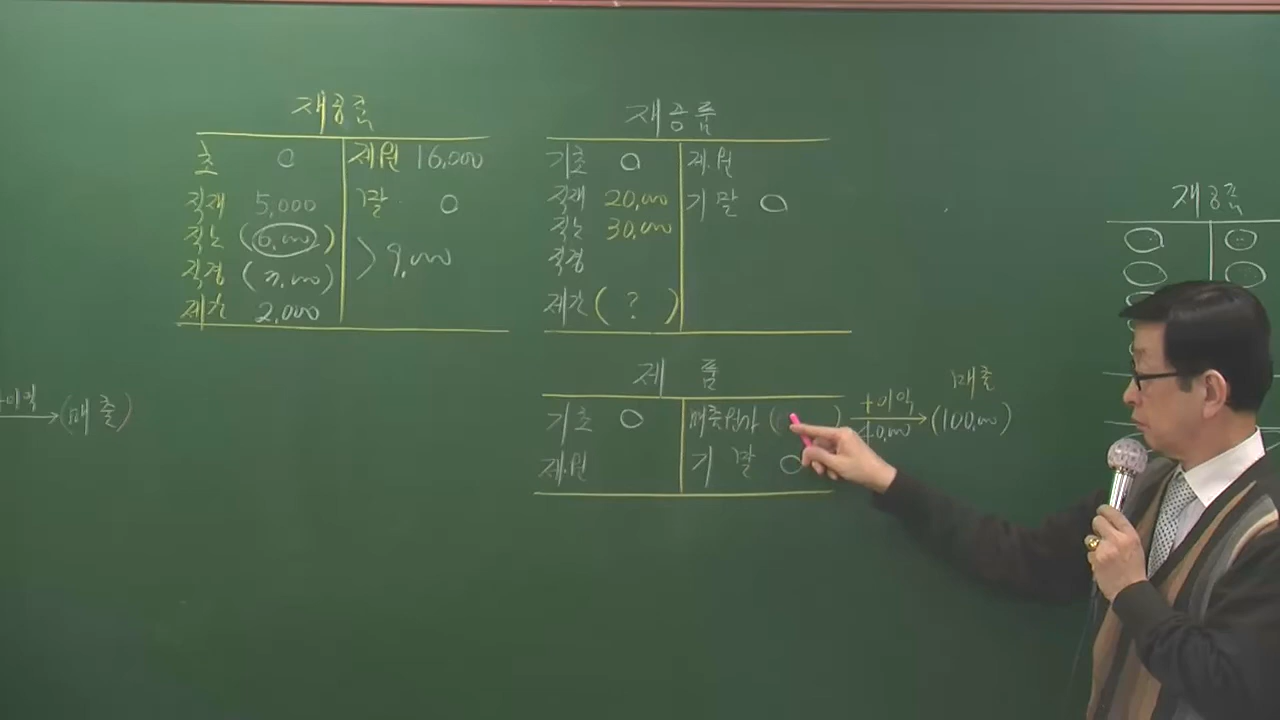 재공품
초 0 제원 16,000
직재 5,000 말 0
직노 (6,000) > 9,000
직경 (3,000)
제간 2,000
재공품
기초 0 제.원
직재 20,000 기말 0
직노 30,000
직경
제간 ( ? )
제 품
기초 0 매출원가 ( )
제.원 기 말 0
+이익
40,000
매출
(100,000)
→(매출)
재공품